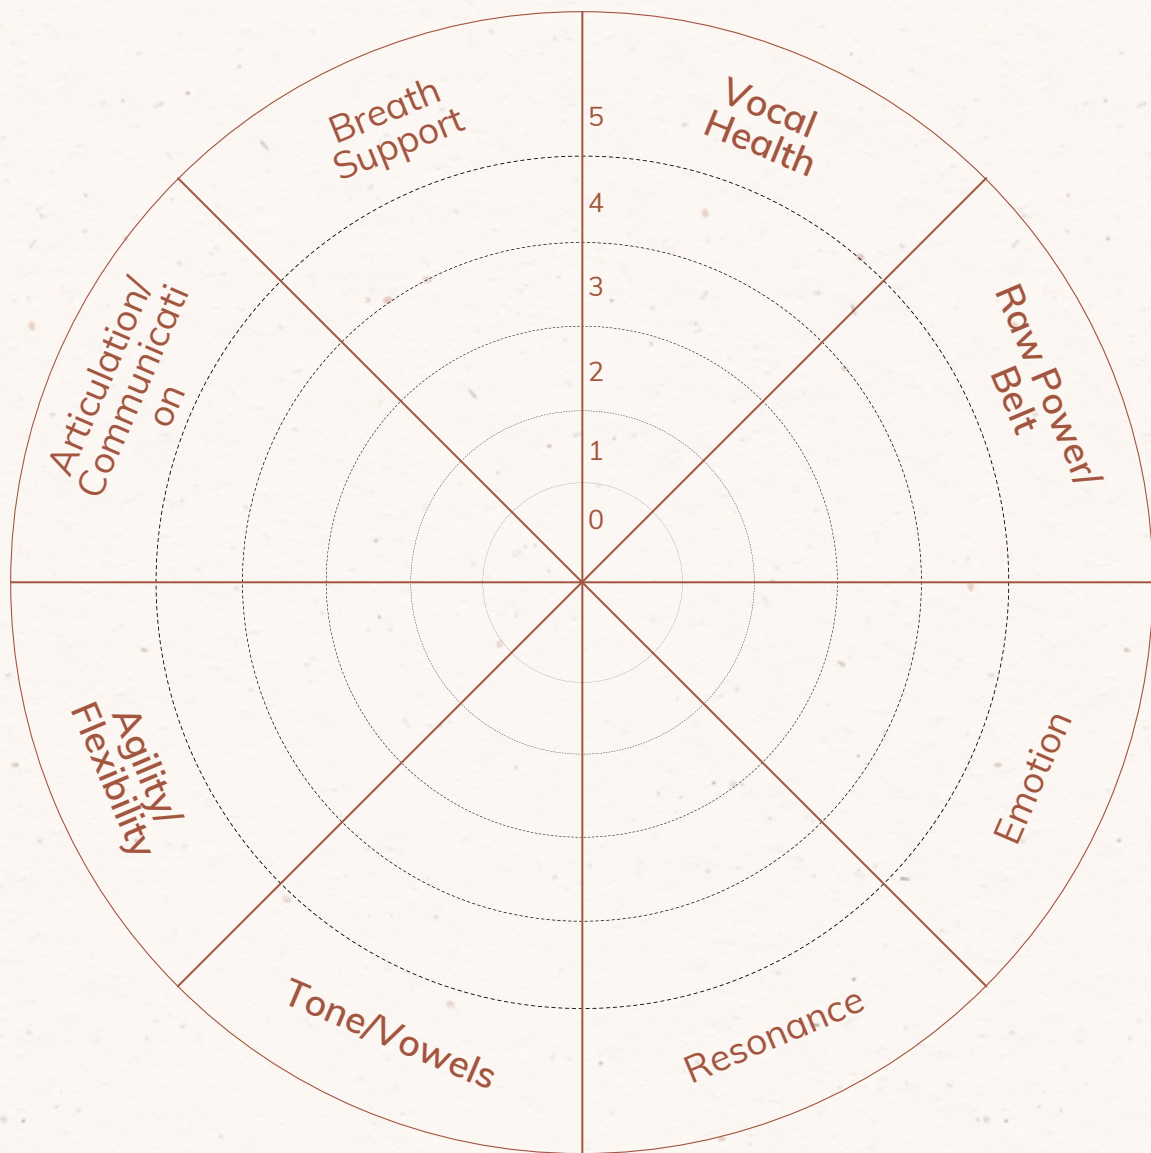 Breath
Support
Vocal
Health
5
4
3
2
1
0
Articulation/
Communicati
on
Raw Power/
Belt
Agility/
Flexibility
Emotion
Tone/Vowels
Resonance